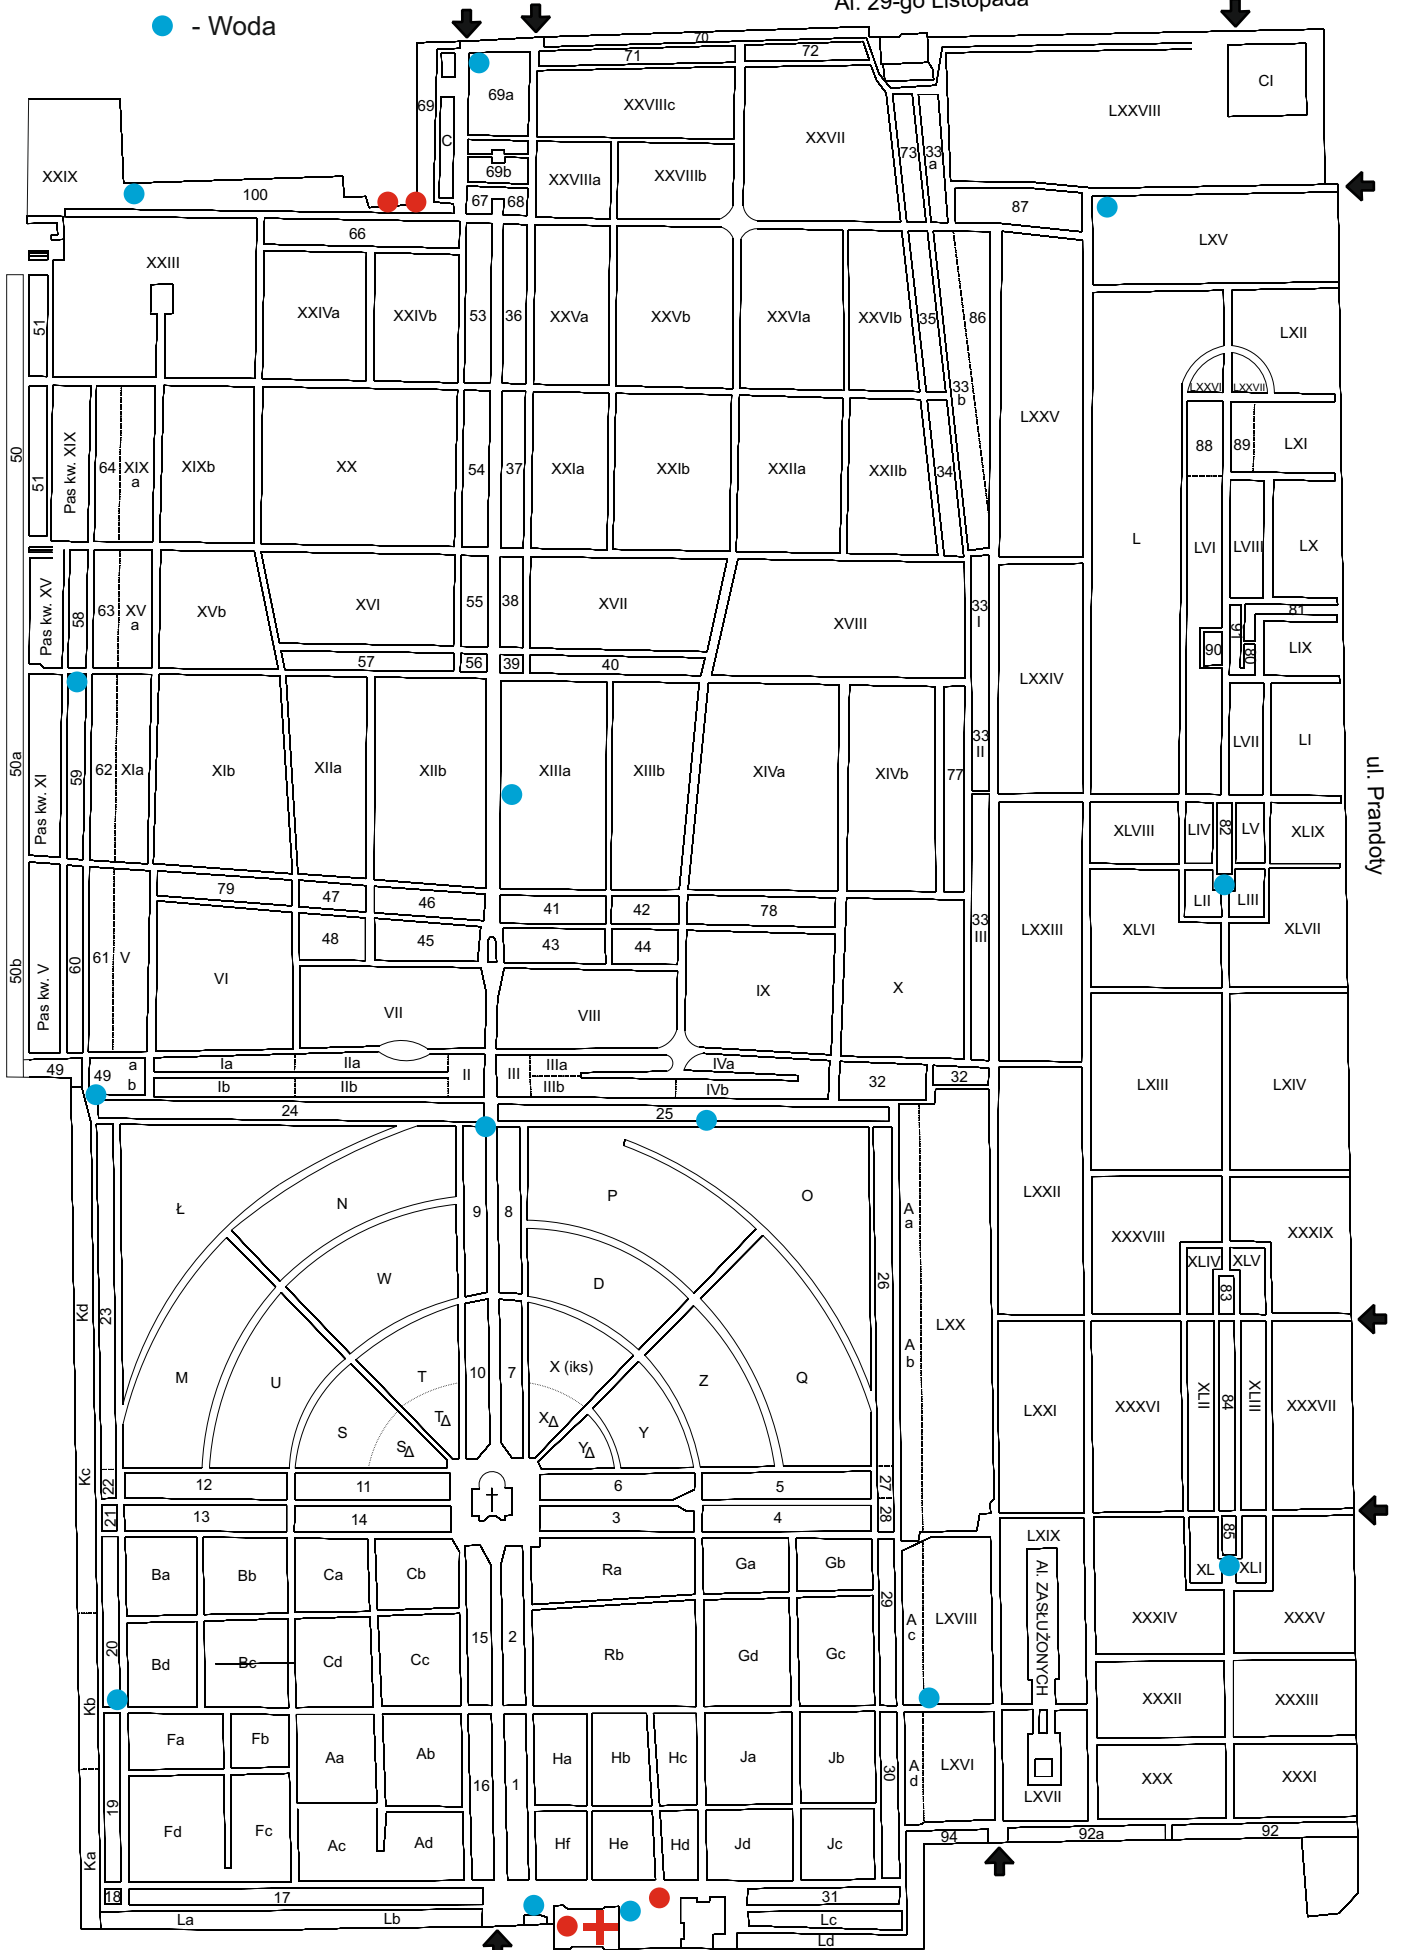 Al. 29-go Listopada
- Woda
70
71
72
69
69a
XXVIIIc
CI
LXXVIII
XXVII
C
73
33
a
69b
XXIX
XXVIIIa
XXVIIIb
100
67
68
87
66
LXV
XXIII
XXIVa
XXIVb
53
36
XXVa
XXVb
XXVIa
XXVIb
35
86
51
LXII
33
b
LXXVI
LXXVII
LXXV
50
51
Pas kw. XIX
64
XIX
a
XIXb
XX
54
37
XXIa
XXIb
XXIIa
XXIIb
34
88
89
LXI
L
LVI
LVIII
LX
Pas kw. XV
58
63
XV
a
XVb
XVI
55
38
XVII
XVIII
33
I
81
91
57
56
39
40
90
80
LIX
LXXIV
33
II
LVII
LI
50a
Pas kw. XI
59
62
XIa
XIb
XIIa
XIIb
XIIIa
XIIIb
XIVa
XIVb
77
ul. Prandoty
XLVIII
LIV
82
LV
XLIX
79
47
46
41
42
78
LII
LIII
33
III
LXXIII
XLVI
XLVII
48
45
43
44
50b
Pas kw. V
60
61
V
VI
VII
VIII
IX
X
49
49
a
b
Ia
IIa
II
III
IIIa
IVa
Ib
IIb
IIIb
IVb
32
32
LXIII
LXIV
24
25
Ł
N
9
8
P
O
A
a
LXXII
XXXVIII
XXXIX
XLIV
XLV
W
D
26
83
Kd
23
LXX
A
b
M
U
T
10
7
X (iks)
Z
Q
S
TΔ
SΔ
XΔ
YΔ
Y
LXXI
XXXVI
XLII
84
XLIII
XXXVII
Kc
22
12
11
6
5
27
21
13
14
3
4
28
LXIX
85
Ba
Bb
Ca
Cb
Ra
Ga
Gb
XL
XLI
29
Al. ZASŁUŻONYCH
20
15
2
A
c
LXVIII
XXXIV
XXXV
Bd
Bc
Cd
Cc
Rb
Gd
Gc
Kb
XXXII
XXXIII
Fa
Fb
Aa
Ab
16
1
Ha
Hb
Hc
Ja
Jb
30
A
d
LXVI
XXX
XXXI
LXVII
19
Fd
Fc
Ac
Ad
Hf
He
Hd
Jd
Jc
94
92a
92
Ka
18
17
31
La
Lb
Lc
Ld